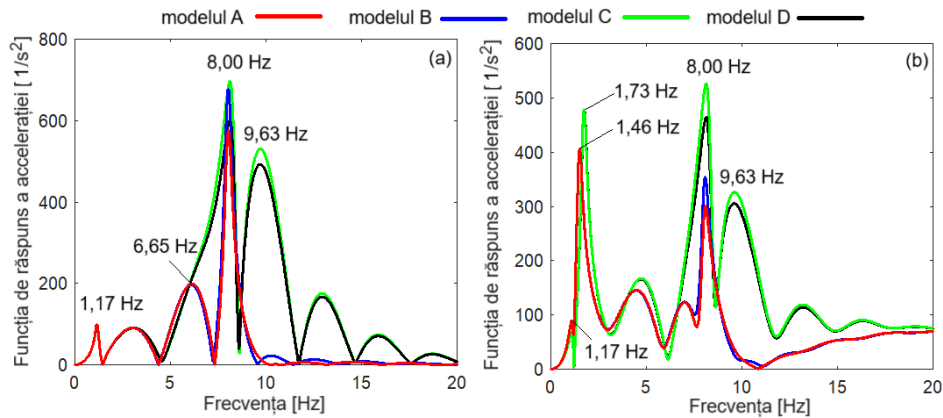 modelul A modelul B modelul C modelul D
Funcția de răspuns a accelerației [ 1/s²]
800
600
400
200
0
(a)
8,00 Hz
9,63 Hz
6,65 Hz
1,17 Hz
0 5 10 15 20
Frecvența [Hz]
Funcția de răspuns a accelerației [ 1/s²]
600
500
400
300
200
100
0
(b)
8,00 Hz
1,73 Hz
1,46 Hz
9,63 Hz
1,17 Hz
0 5 10 15 20
Frecvența [Hz]